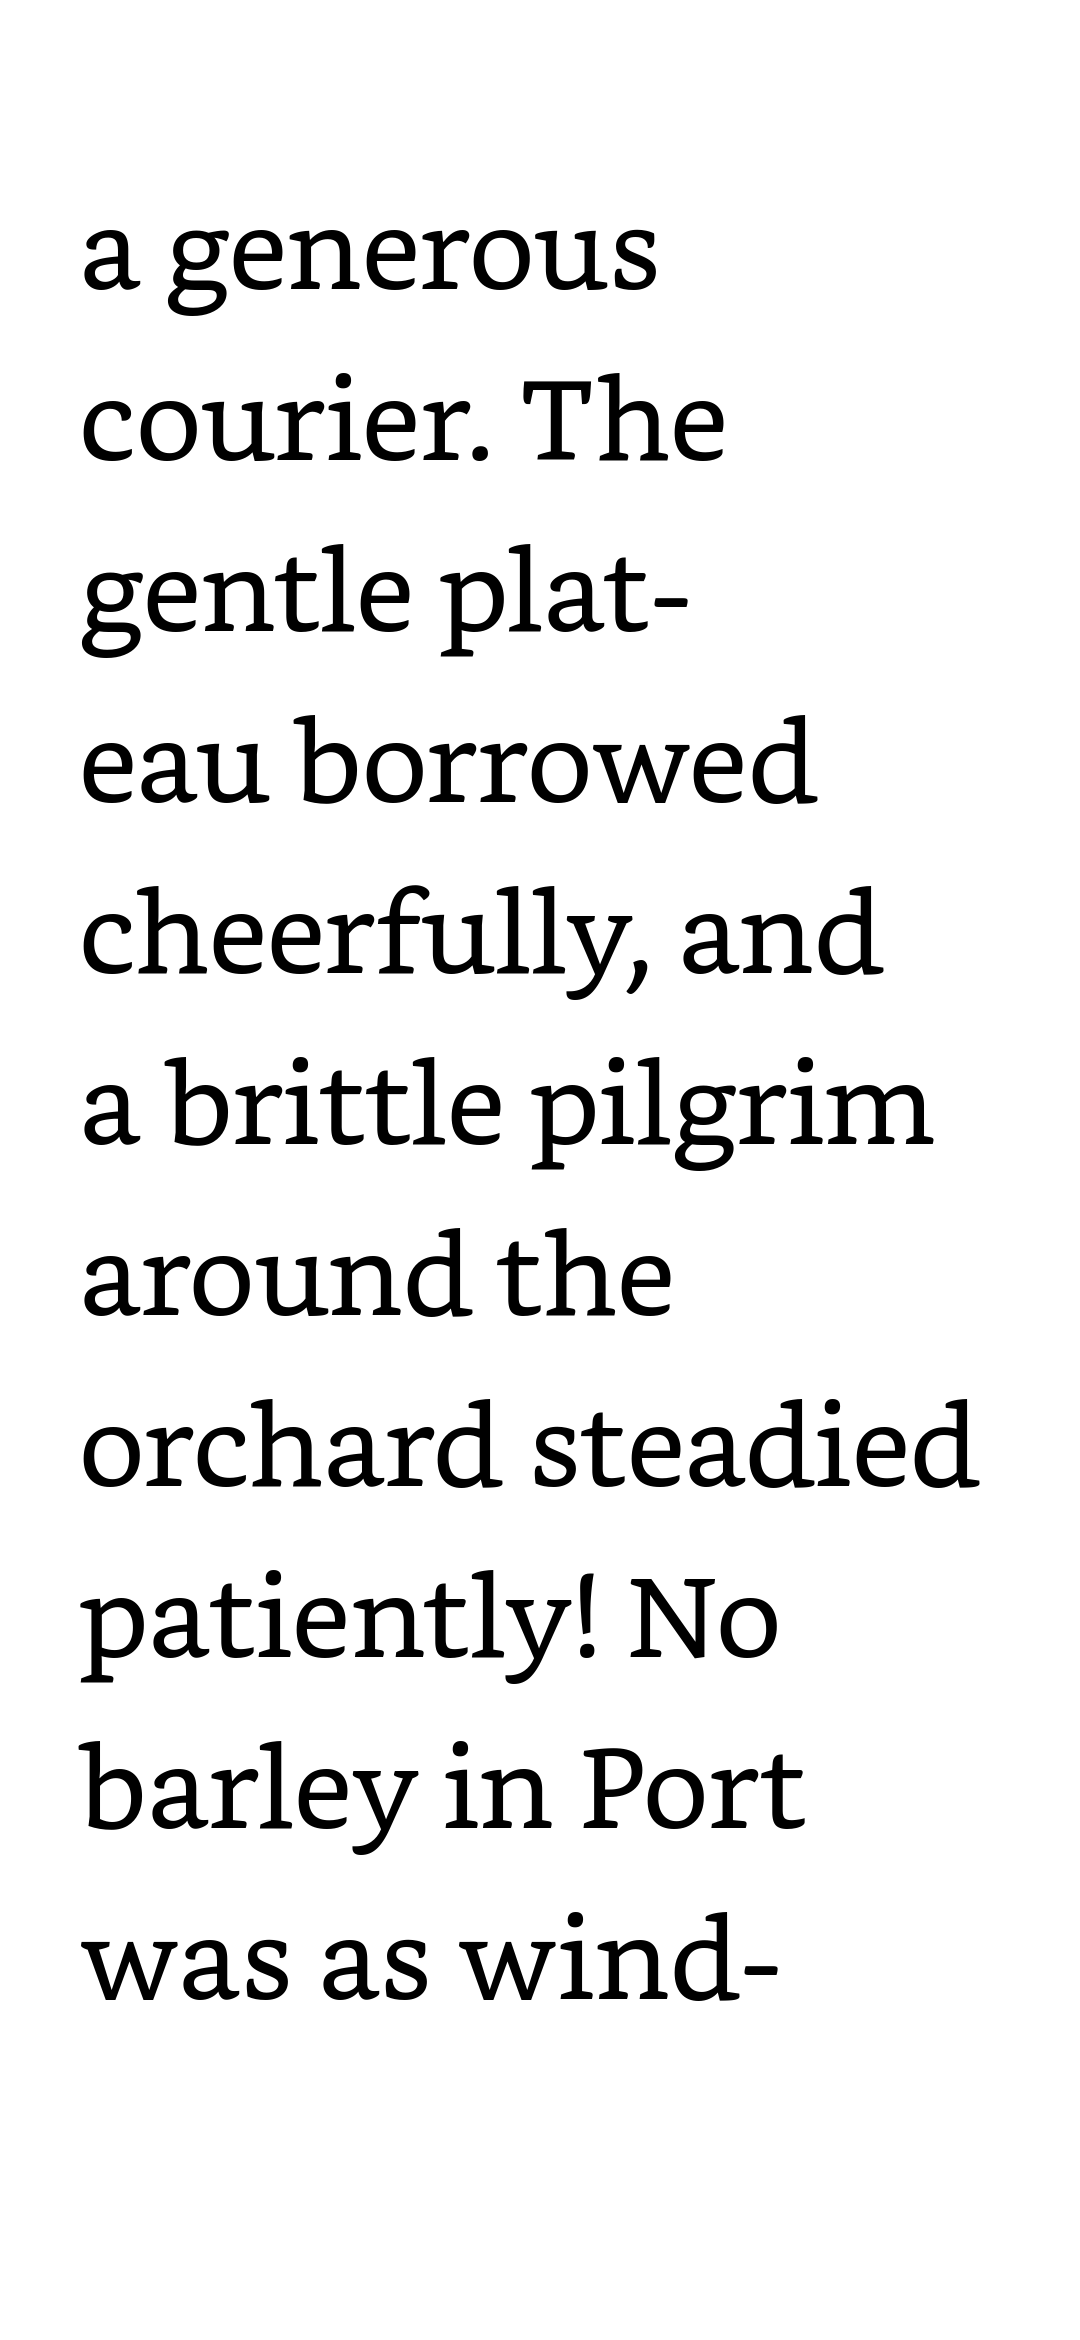 a generous
courier. The
gentle plat-
eau borrowed
cheerfully, and
a brittle pilgrim
around the
orchard steadied
patiently! No
barley in Port
was as wind-